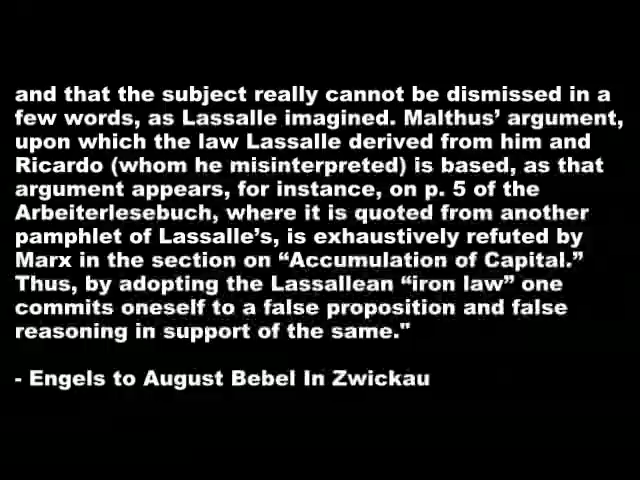 and that the subject really cannot be dismissed in a
few words, as Lassalle imagined. Malthus’ argument,
upon which the law Lassalle derived from him and
Ricardo (whom he misinterpreted) is based, as that
argument appears, for instance, on p. 5 of the
Arbeiterlesebuch, where it is quoted from another
pamphlet of Lassalle’s, is exhaustively refuted by
Marx in the section on “Accumulation of Capital.”
Thus, by adopting the Lassallean “iron law” one
commits oneself to a false proposition and false
reasoning in support of the same."
- Engels to August Bebel In Zwickau